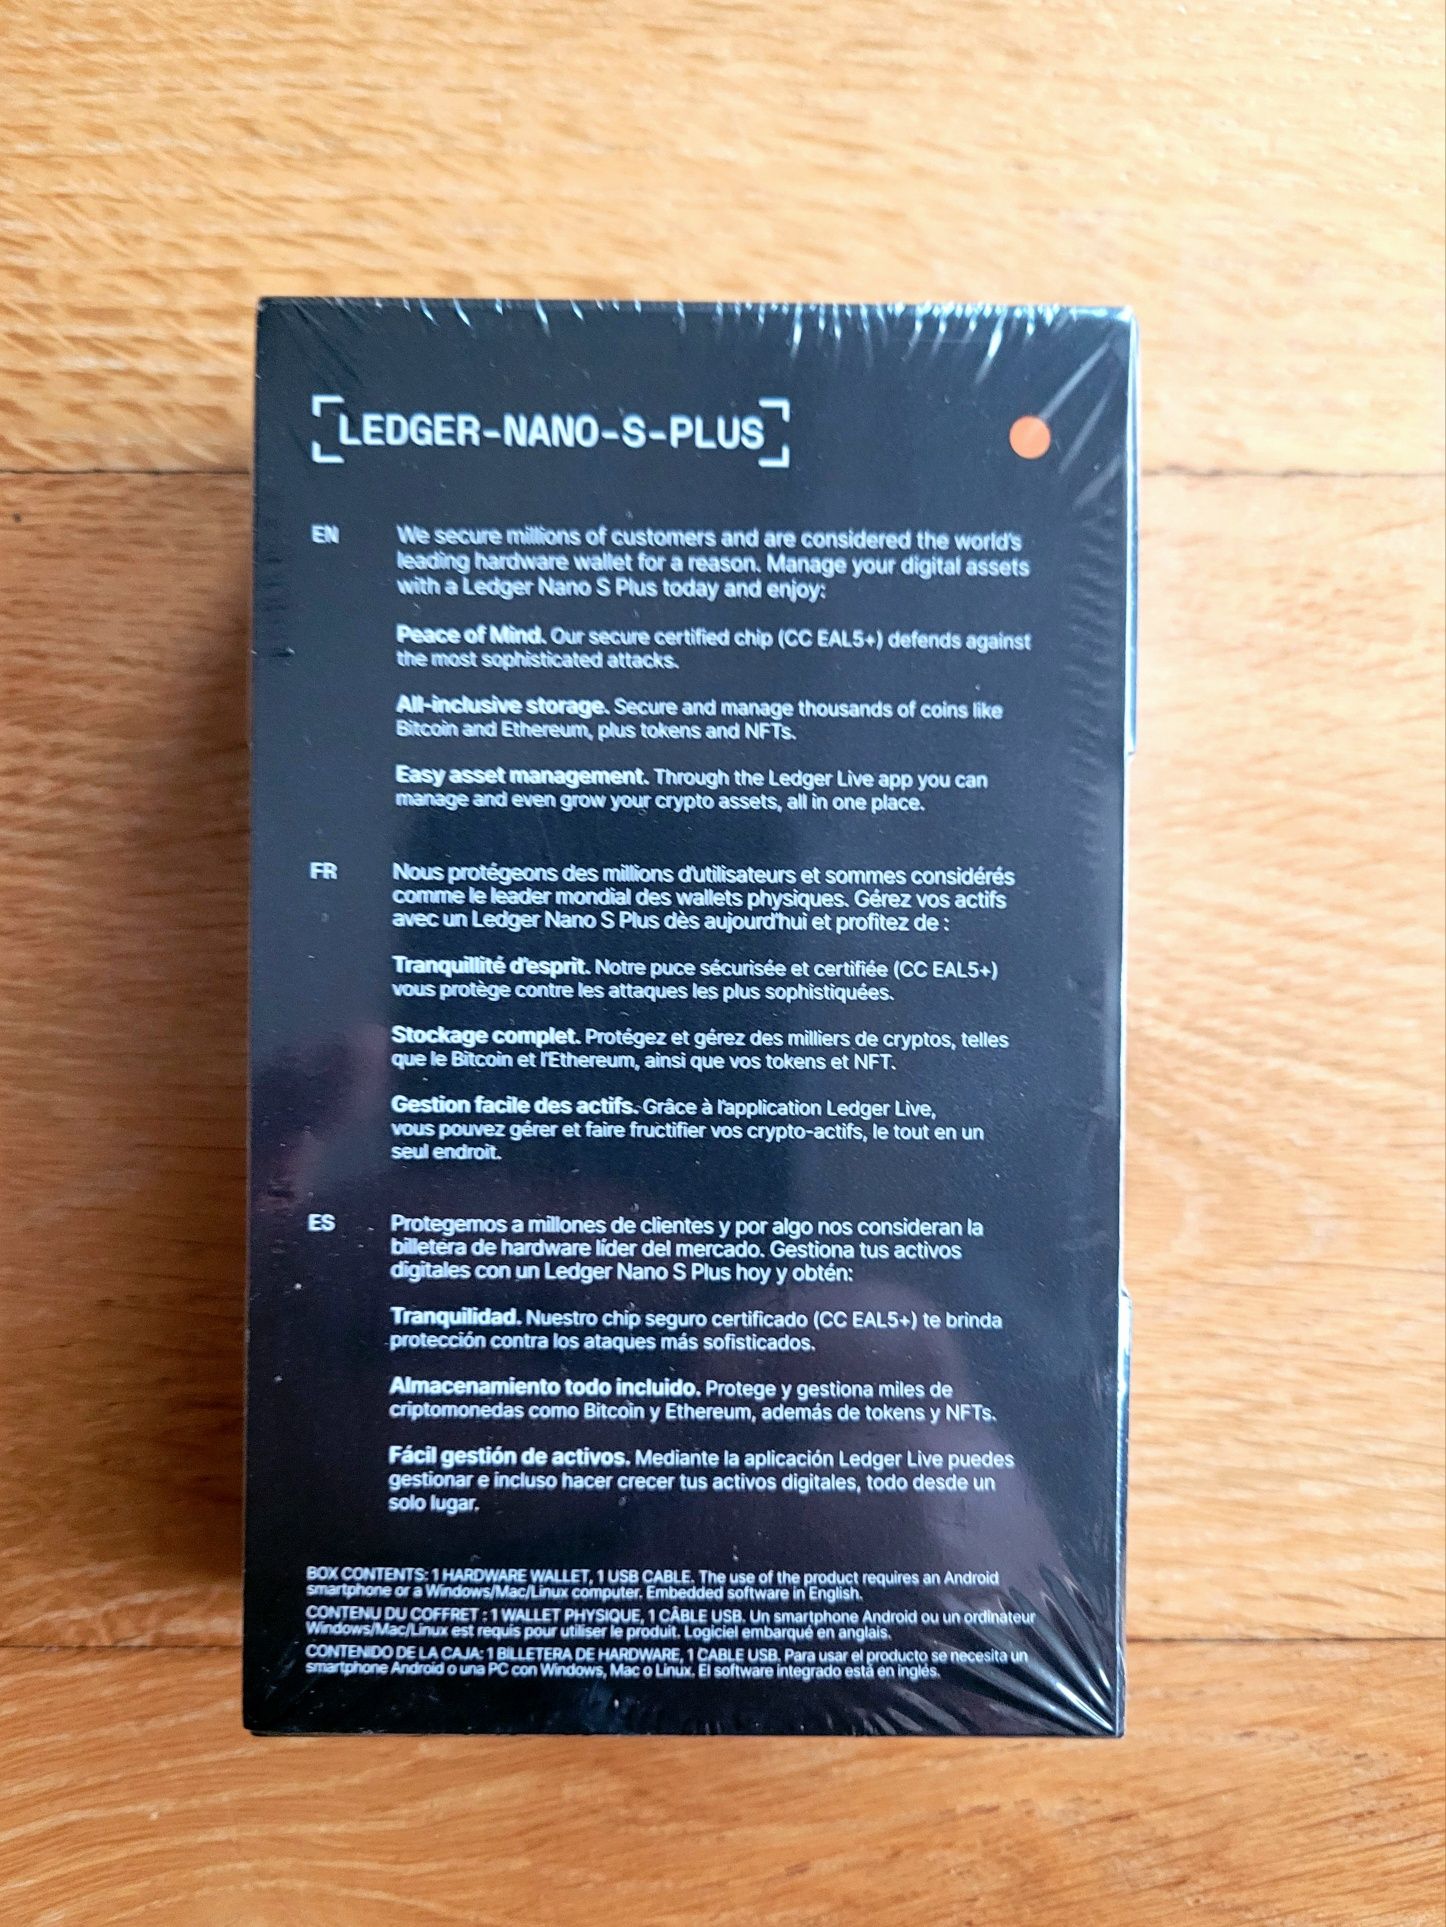 LEDGER-NANO-S-PLUS
EN
We secure millions of customers and are considered the world's
leading hardware wallet for a reason. Manage your digital assets
with a Ledger Nano S Plus today and enjoy:
Peace of Mind. Our secure certified chip (CC EAL5+) defends against
the most sophisticated attacks.
All-inclusive storage. Secure and manage thousands of coins like
Bitcoin and Ethereum, plus tokens and NFTs.
Easy asset management. Through the Ledger Live app you can
manage and even grow your crypto assets, all in one place.
FR
Nous protégeons des millions d'utilisateurs et sommes considérés
comme le leader mondial des wallets physiques. Gérez vos actifs
avec un Ledger Nano S Plus dès aujourd'hui et profitez de :
Tranquillité d'esprit. Notre puce sécurisée et certifiée (CC EAL5+)
vous protège contre les attaques les plus sophistiquées.
Stockage complet. Protégez et gérez des milliers de cryptos, telles
que le Bitcoin et l'Ethereum, ainsi que vos tokens et NFT.
Gestion facile des actifs. Grâce à l'application Ledger Live,
vous pouvez gérer et faire fructifier vos crypto-actifs, le tout en un
seul endroit.
ES
Protegemos a millones de clientes y por algo nos consideran la
billetera de hardware líder del mercado. Gestiona tus activos
digitales con un Ledger Nano S Plus hoy y obtén:
Tranquilidad. Nuestro chip seguro certificado (CC EAL5+) te brinda
protección contra los ataques más sofisticados.
Almacenamiento todo incluido. Protege y gestiona miles de
criptomonedas como Bitcoin y Ethereum, además de tokens y NFTs.
Fácil gestión de activos. Mediante la aplicación Ledger Live puedes
gestionar e incluso hacer crecer tus activos digitales, todo desde un
solo lugar.
BOX CONTENTS: 1 HARDWARE WALLET, 1 USB CABLE. The use of the product requires an Android
smartphone or a Windows/Mac/Linux computer. Embedded software in English.
CONTENU DU COFFRET : 1 WALLET PHYSIQUE, 1 CÂBLE USB. Un smartphone Android ou un ordinateur
Windows/Mac/Linux est requis pour utiliser le produit. Logiciel embarqué en anglais.
CONTENIDO DE LA CAJA: 1 BILLETERA DE HARDWARE, 1 CABLE USB. Para usar el producto se necesita un
smartphone Android o una PC con Windows, Mac o Linux. El software integrado está en inglés.